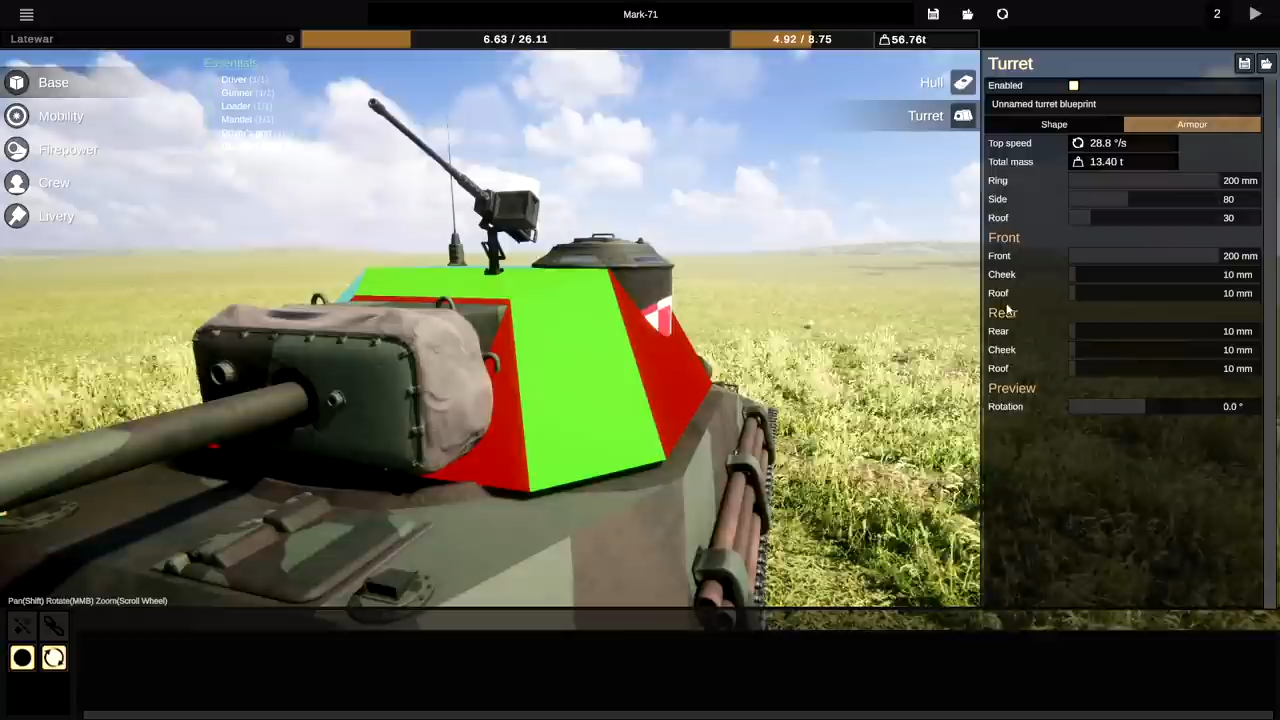 Mark-71
2
Latewar
6.63 / 26.11
4.92 / 8.75
56.76t
Base
Mobility
Firepower
Crew
Livery
Essentials
Driver (1/1)
Gunner (1/1)
Loader (1/1)
Mantlet (1/1)
Hull
Turret
Turret
Enabled
Unnamed turret blueprint
Shape Armour
Top speed 28.8 °/s
Total mass 13.40 t
Ring 200 mm
Side 80
Roof 30
Front
Front 200 mm
Cheek 10 mm
Roof 10 mm
Rear
Rear 10 mm
Cheek 10 mm
Roof 10 mm
Preview
Rotation 0.0 °
Pan(Shift) Rotate(MMB) Zoom(Scroll Wheel)